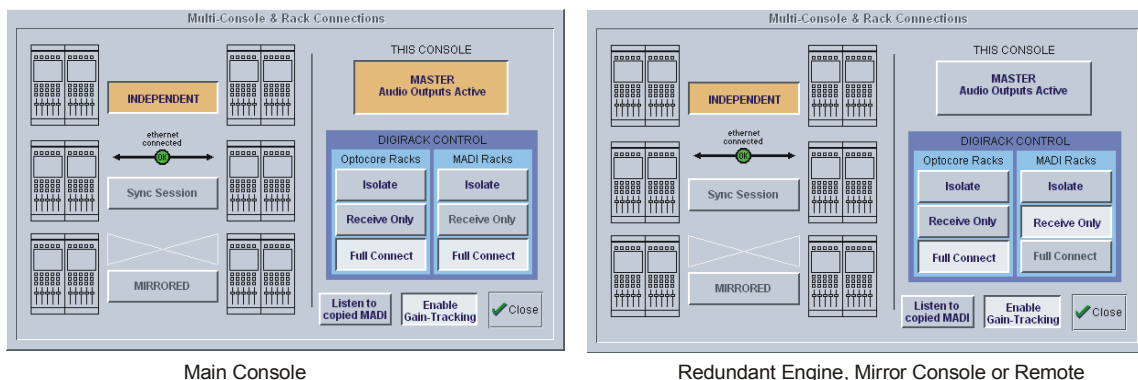 Multi-Console & Rack Connections
THIS CONSOLE
MASTER
Audio Outputs Active
INDEPENDENT
ethernet
connected
OK
Sync Session
MIRRORED
DIGIRACK CONTROL
Optocore Racks MADI Racks
Isolate Isolate
Receive Only Receive Only
Full Connect Full Connect
Listen to
copied MADI
Enable
Gain-Tracking
Close
Main Console
Multi-Console & Rack Connections
THIS CONSOLE
MASTER
Audio Outputs Active
INDEPENDENT
ethernet
connected
OK
Sync Session
MIRRORED
DIGIRACK CONTROL
Optocore Racks MADI Racks
Isolate Isolate
Receive Only Receive Only
Full Connect Full Connect
Listen to
copied MADI
Enable
Gain-Tracking
Close
Redundant Engine, Mirror Console or Remote